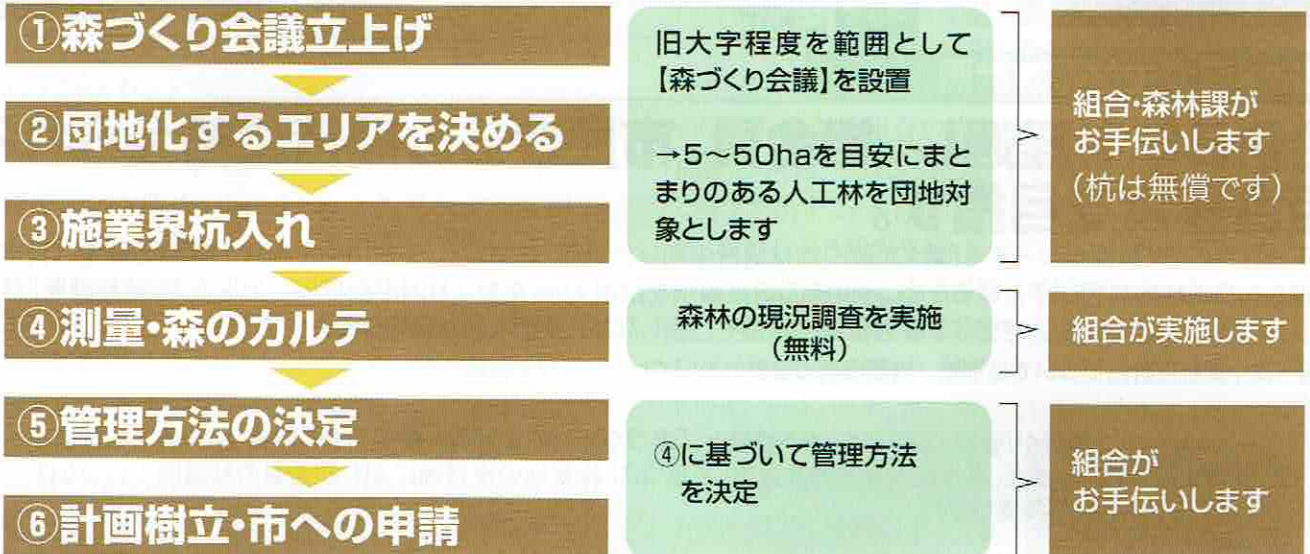 ①森づくり会議立上げ
②団地化するエリアを決める
③施業界杭入れ
④測量・森のカルテ
⑤管理方法の決定
⑥計画樹立・市への申請
旧大字程度を範囲として
【森づくり会議】を設置
→5~50haを目安にまと
まりのある人工林を団地対
象とします
森林の現況調査を実施
（無料）
④に基づいて管理方法
を決定
組合・森林課が
お手伝いします
（杭は無償です）
組合が実施します
組合が
お手伝いします